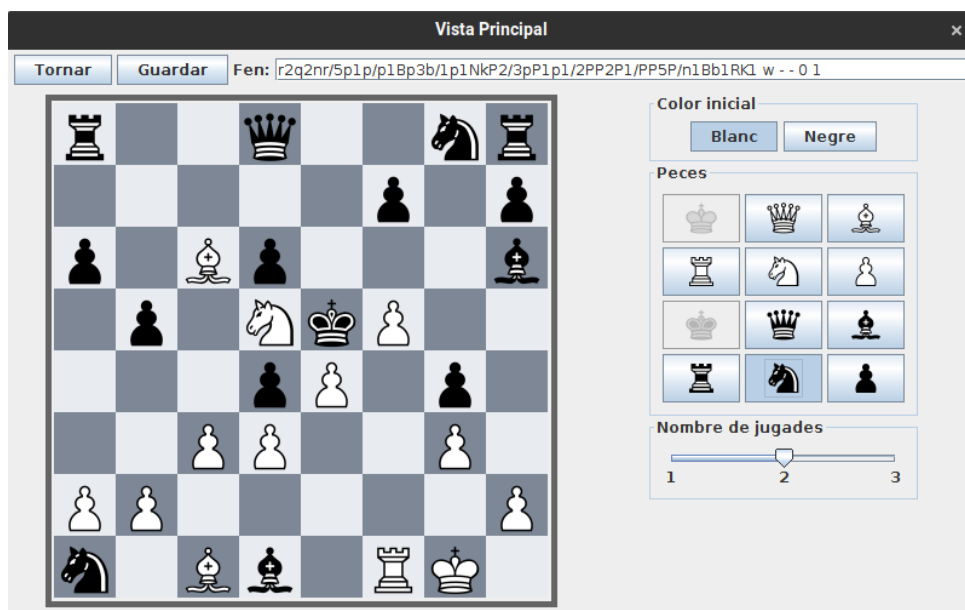 Vista Principal ×
Tornar Guardar Fen: r2q2nr/5p1p/p1Bp3b/1p1NkP2/3pP1p1/2PP2P1/PP5P/n1Bb1RK1 w - - 0 1
Color inicial
Blanc Negre
Peces
Nombre de jugades
1 2 3